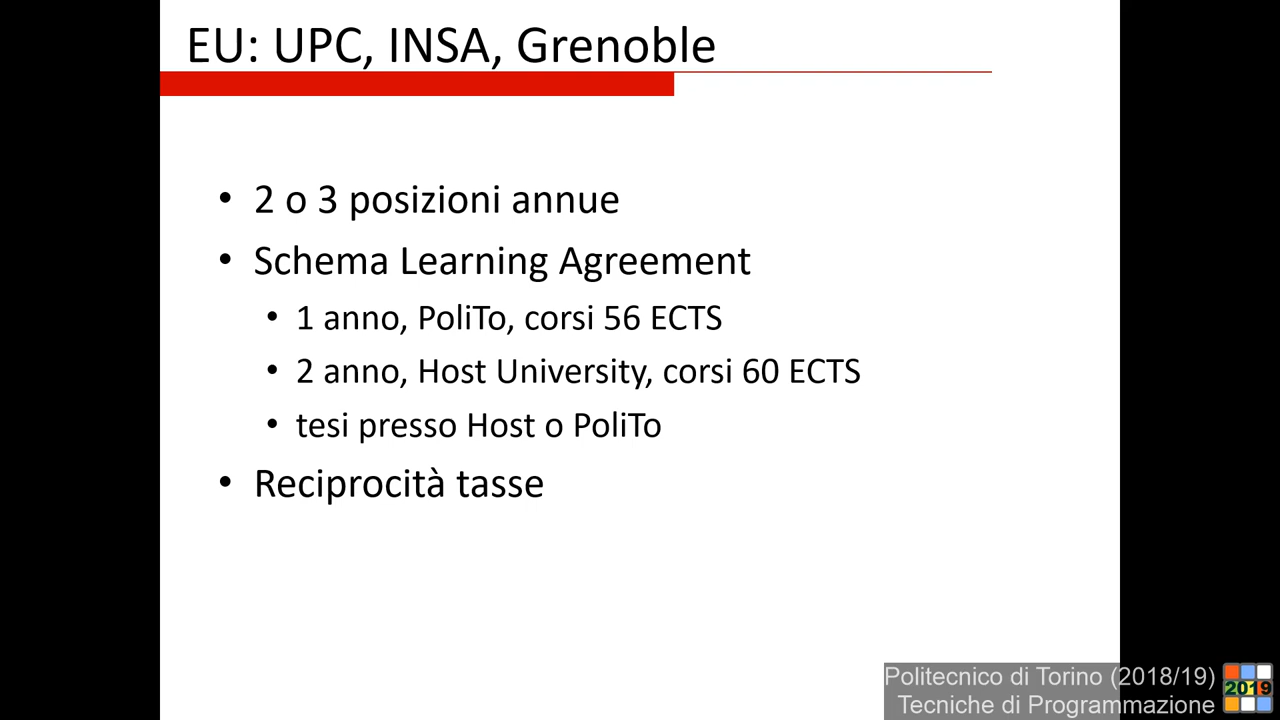 EU: UPC, INSA, Grenoble
• 2 o 3 posizioni annue
• Schema Learning Agreement
• 1 anno, PoliTo, corsi 56 ECTS
• 2 anno, Host University, corsi 60 ECTS
• tesi presso Host o PoliTo
• Reciprocità tasse
Politecnico di Torino (2018/19)
Tecniche di Programmazione
2019